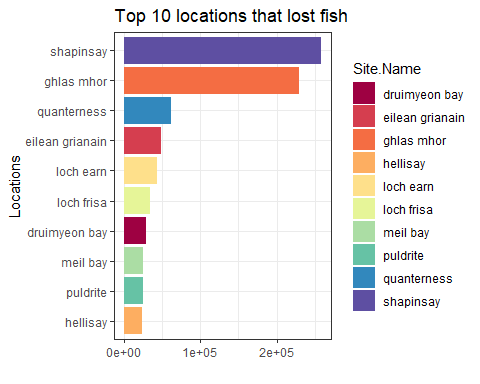 Top 10 locations that lost fish
Locations
shapinsay
ghlas mhor
quanterness
eilean grianain
loch earn
loch frisa
druimyeon bay
meil bay
puldrite
hellisay
0e+00 1e+05 2e+05
Site.Name
druimyeon bay
eilean grianain
ghlas mhor
hellisay
loch earn
loch frisa
meil bay
puldrite
quanterness
shapinsay